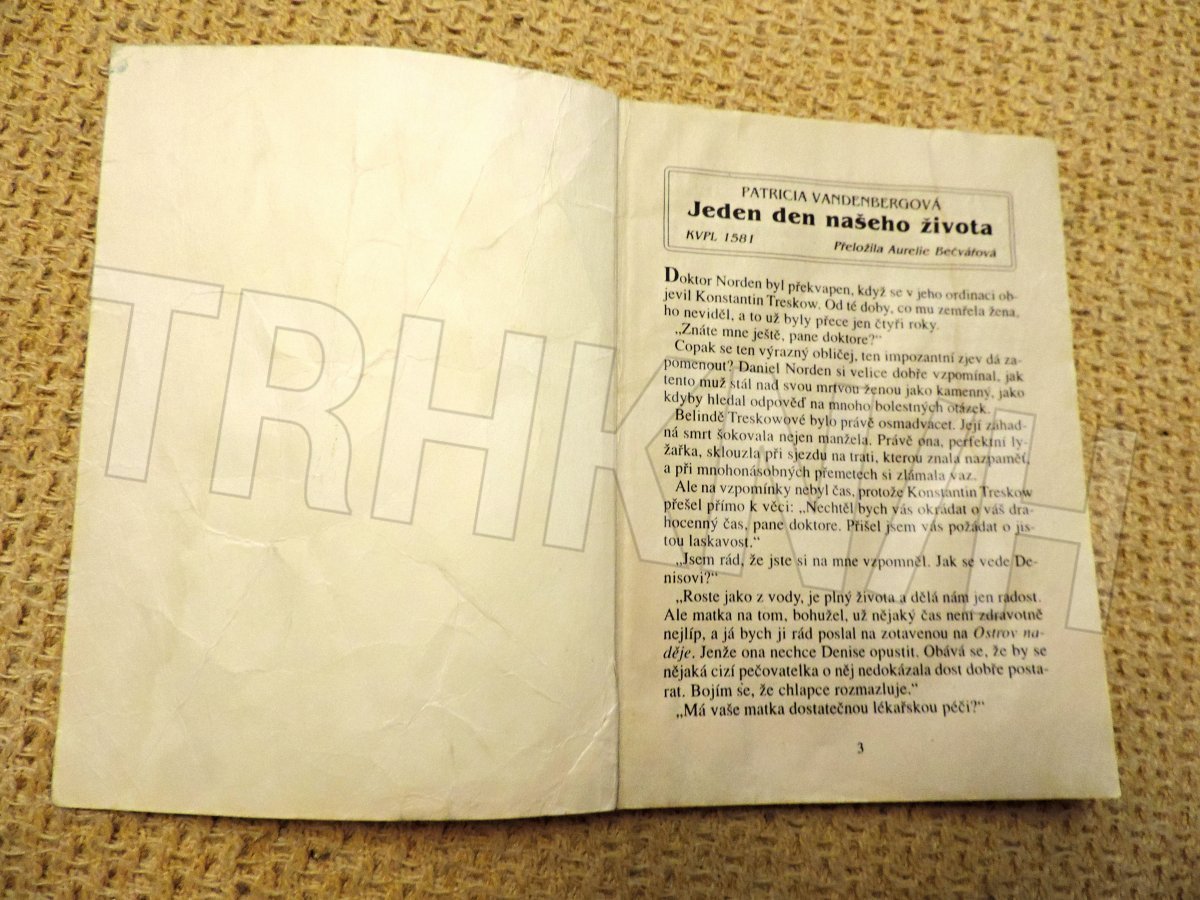 PATRICIA VANDENBERGOVÁ
Jeden den našeho života
KVPL 1581
Přeložila Aurelie Bečvářová
Doktor Norden byl překvapen, když se v jeho ordinaci ob-
jevil Konstantin Treskow. Od té doby, co mu zemřela žena,
ho neviděl, a to už byly přece jen čtyři roky.
„Znáte mne ještě, pane doktore?“
Copak se ten výrazný obličej, ten impozantní zjev dá za-
pomenout? Daniel Norden si velice dobře vzpomínal, jak
tento muž stál nad svou mrtvou ženou jako kamenný, jako
kdyby hledal odpověď na mnoho bolestných otázek.
Belindě Treskowové bylo právě osmadvacet. Její záhad-
ná smrt šokovala nejen manžela. Právě ona, perfektní ly-
žařka, sklouzla při sjezdu na trati, kterou znala nazpaměť,
a při mnohonásobných přemetech si zlámala vaz.
Ale na vzpomínky nebyl čas, protože Konstantin Treskow
přešel přímo k věci: „Nechtěl bych vás okrádat o váš dra-
hocenný čas, pane doktore. Přišel jsem vás požádat o jis-
tou laskavost.“
„Jsem rád, že jste si na mne vzpomněl. Jak se vede De-
nisovi?“
„Roste jako z vody, je plný života a dělá nám jen radost.
Ale matka na tom, bohužel, už nějaký čas není zdravotně
nejlíp, a já bych ji rád poslal na zotavenou na Ostrov na-
děje. Jenže ona nechce Denise opustit. Obává se, že by se
nějaká cizí pečovatelka o něj nedokázala dost dobře posta-
rat. Bojím se, že chlapce rozmazluje.“
„Má vaše matka dostatečnou lékařskou péči?“
3
TRHKNIH